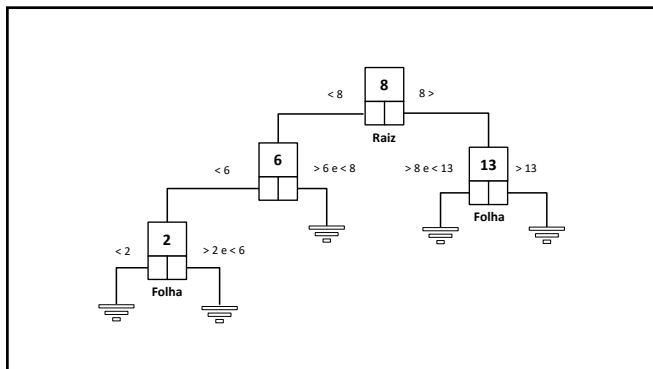 8
< 8
8 >
Raiz
6
13
< 6
> 6 e < 8
> 8 e < 13
> 13
Folha
2
< 2
> 2 e < 6
Folha